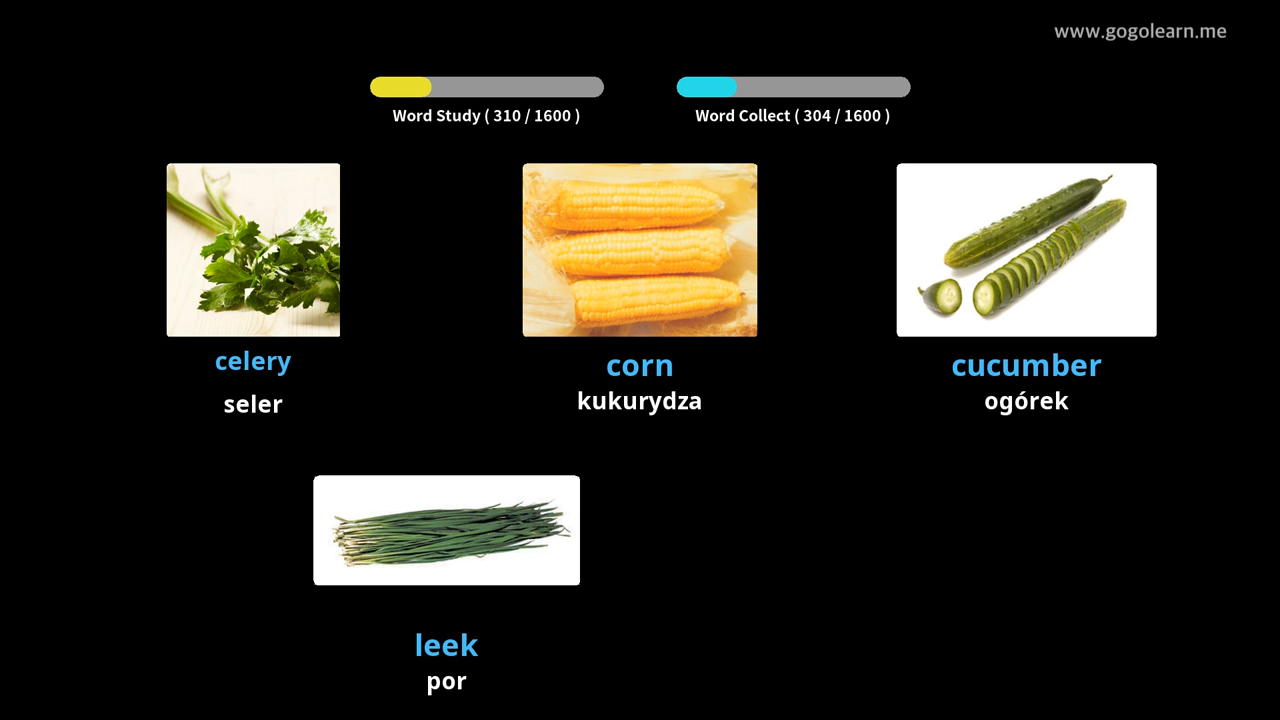 www.gogolearn.me
Word Study ( 310 / 1600 )
Word Collect ( 304 / 1600 )
celery
seler
corn
kukurydza
cucumber
ogórek
leek
por